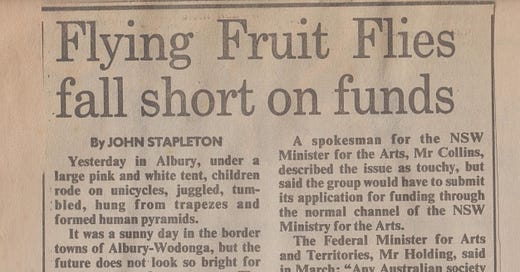 Flying Fruit Flies
fall short on funds
By JOHN STAPLETON
Yesterday in Albury, under a
large pink and white tent, children
rode on unicycles, juggled, tum-
bled, hung from trapezes and
formed human pyramids.
It was a sunny day in the border
towns of Albury-Wodonga, but the
future does not look so bright for
A spokesman for the NSW
Minister for the Arts, Mr Collins,
described the issue as touchy, but
said the group would have to submit
its application for funding through
the normal channel of the NSW
Ministry for the Arts.
The Federal Minister for Arts
and Territories, Mr Holding, said
in March: "Any Australian society